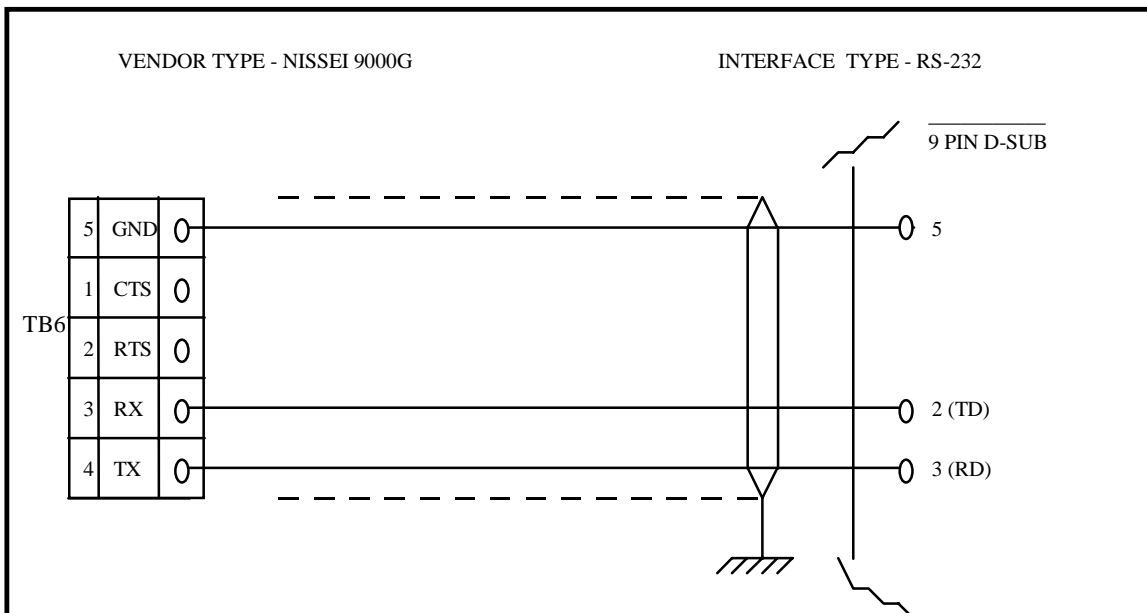 VENDOR TYPE - NISSEI 9000G
INTERFACE TYPE - RS-232
9 PIN D-SUB
5 GND
5
1 CTS
TB6
2 RTS
3 RX
2 (TD)
4 TX
3 (RD)